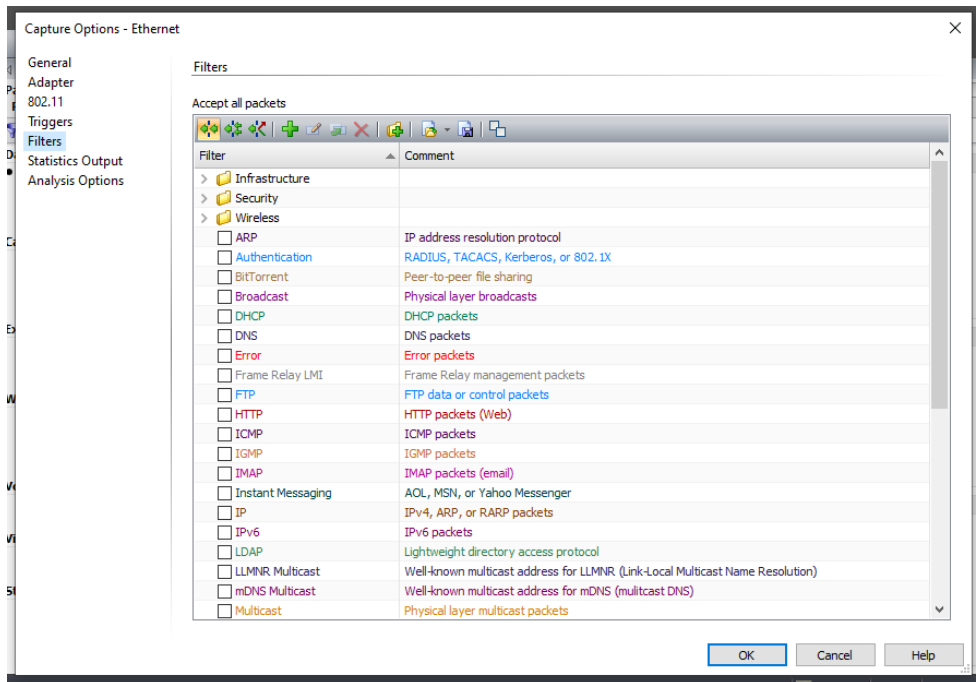 Capture Options - Ethernet
General
Adapter
802.11
Triggers
Filters
Statistics Output
Analysis Options
Filters
Accept all packets
Filter Comment
Infrastructure
Security
Wireless
ARP IP address resolution protocol
Authentication RADIUS, TACACS, Kerberos, or 802.1X
BitTorrent Peer-to-peer file sharing
Broadcast Physical layer broadcasts
DHCP DHCP packets
DNS DNS packets
Error Error packets
Frame Relay LMI Frame Relay management packets
FTP FTP data or control packets
HTTP HTTP packets (Web)
ICMP ICMP packets
IGMP IGMP packets
IMAP IMAP packets (email)
Instant Messaging AOL, MSN, or Yahoo Messenger
IP IPv4, ARP, or RARP packets
IPv6 IPv6 packets
LDAP Lightweight directory access protocol
LLMNR Multicast Well-known multicast address for LLMNR (Link-Local Multicast Name Resolution)
mDNS Multicast Well-known multicast address for mDNS (mulitcast DNS)
Multicast Physical layer multicast packets
OK Cancel Help